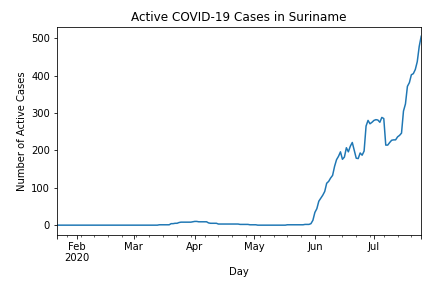 Active COVID-19 Cases in Suriname
Number of Active Cases
500
400
300
200
100
0
Feb
2020
Mar
Apr
May
Jun
Jul
Day